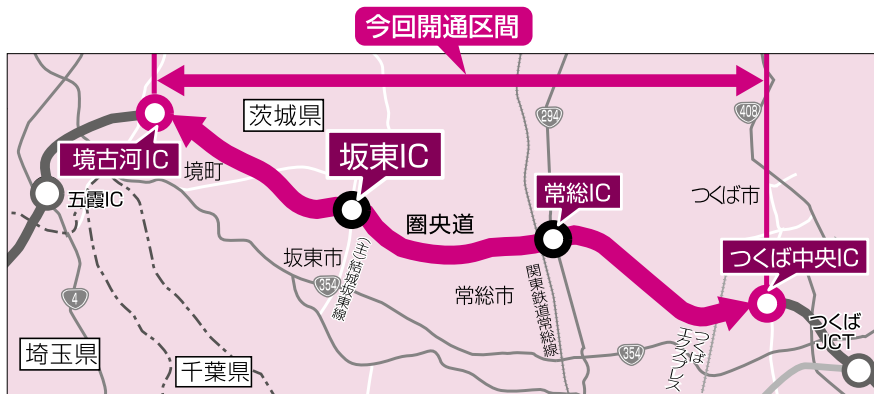 今回開通区間
茨城県
294
408
境古河IC
坂東IC
境町
五霞IC
常総IC
つくば市
圏央道
坂東市
(主)結城坂東線
つくば中央IC
354
常総市
関東鉄道常総線
4
つくば
エクスプレス
つくば
JCT
354
埼玉県
千葉県